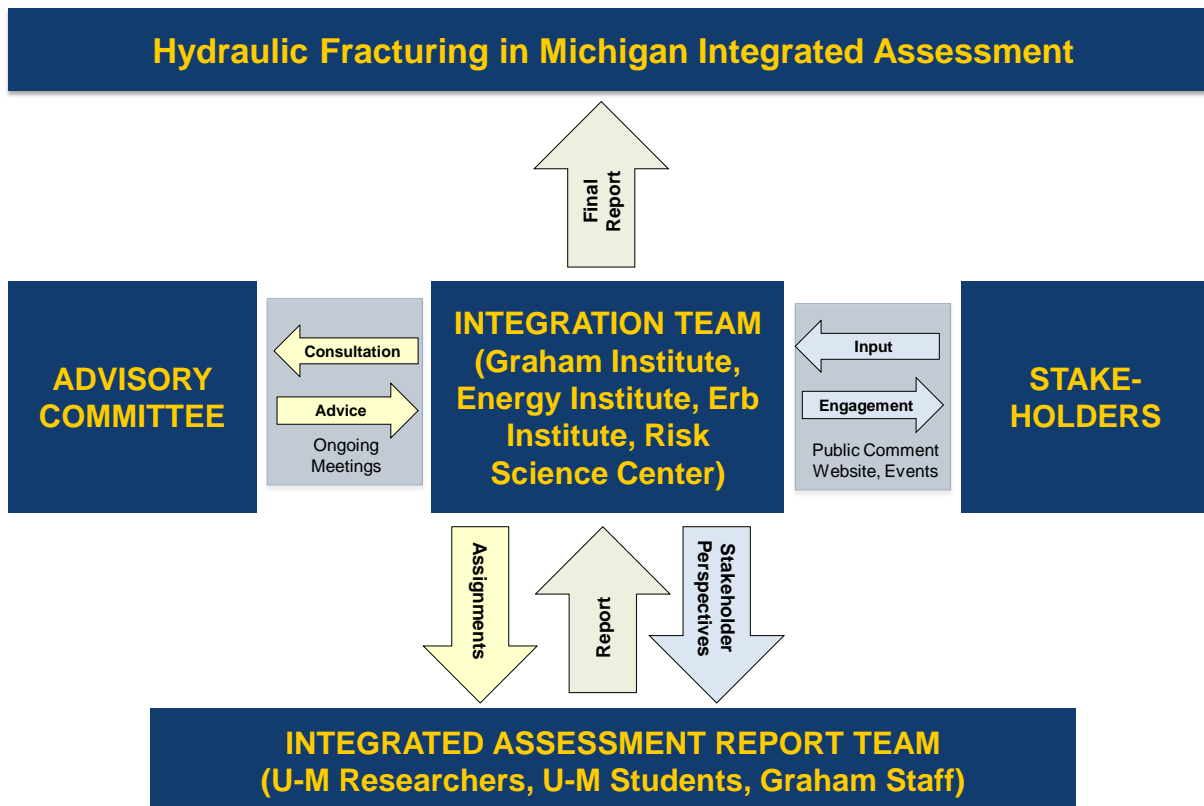 Hydraulic Fracturing in Michigan Integrated Assessment
Final
Report
ADVISORY
COMMITTEE
Consultation
Advice
Ongoing
Meetings
INTEGRATION TEAM
(Graham Institute,
Energy Institute, Erb
Institute, Risk
Science Center)
Input
Engagement
Public Comment
Website, Events
STAKE-
HOLDERS
Assignments
Report
Stakeholder
Perspectives
INTEGRATED ASSESSMENT REPORT TEAM
(U-M Researchers, U-M Students, Graham Staff)